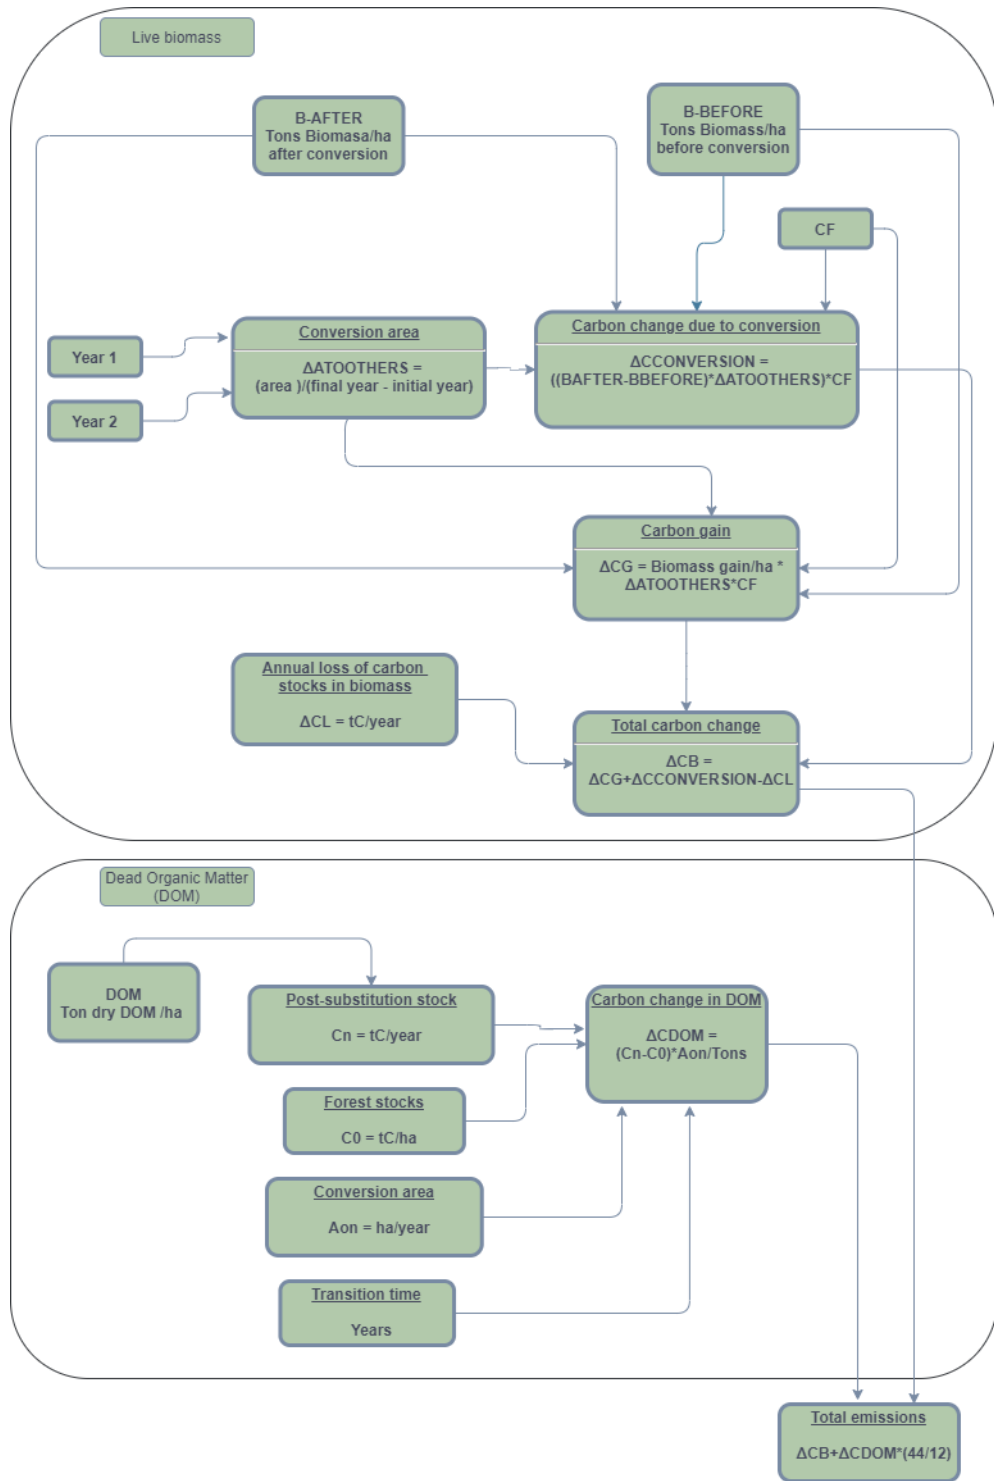 Live biomass
B-AFTER
Tons Biomasa/ha
after conversion
B-BEFORE
Tons Biomass/ha
before conversion
CF
Year 1
Year 2
Conversion area
ΔATOOTHERS =
(area )/(final year - initial year)
Carbon change due to conversion
ΔCCONVERSION =
((BAFTER-BBEFORE)*ΔATOOTHERS)*CF
Carbon gain
ΔCG = Biomass gain/ha *
ΔATOOTHERS*CF
Annual loss of carbon
stocks in biomass
ΔCL = tC/year
Total carbon change
ΔCB =
ΔCG+ΔCCONVERSION-ΔCL
Dead Organic Matter
(DOM)
DOM
Ton dry DOM /ha
Post-substitution stock
Cn = tC/year
Carbon change in DOM
ΔCDOM =
(Cn-C0)*Aon/Tons
Forest stocks
C0 = tC/ha
Conversion area
Aon = ha/year
Transition time
Years
Total emissions
ΔCB+ΔCDOM*(44/12)